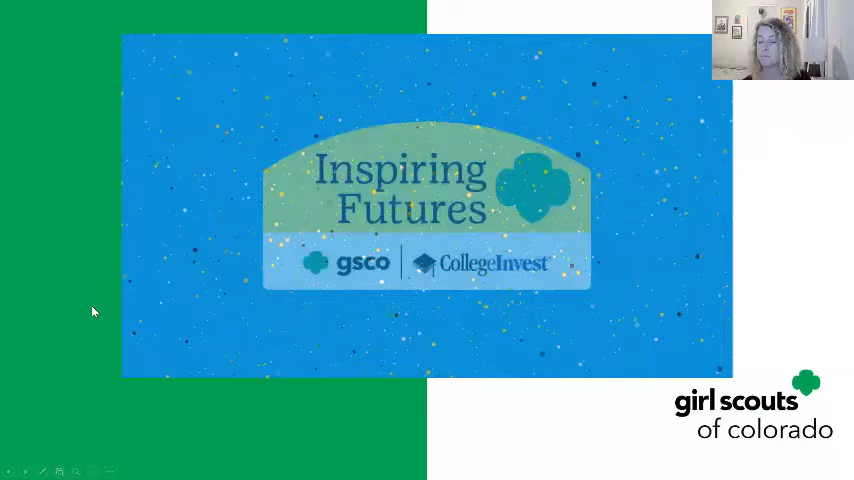 Inspiring
Futures
gsco
CollegeInvest
girl scouts
of colorado